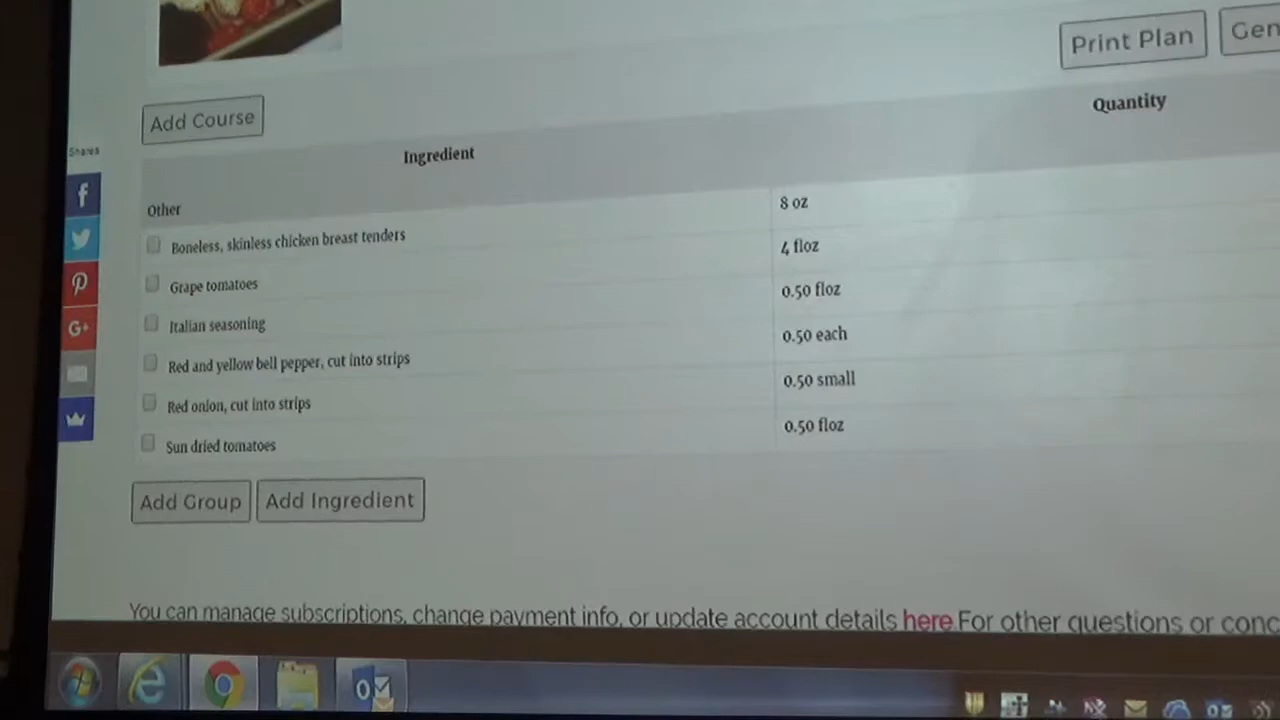 Print Plan
Gen
Add Course
Quantity
Shares
Ingredient
Other
Boneless, skinless chicken breast tenders 8 oz
Grape tomatoes 4 floz
Italian seasoning 0.50 floz
Red and yellow bell pepper, cut into strips 0.50 each
Red onion, cut into strips 0.50 small
Sun dried tomatoes 0.50 floz
Add Group Add Ingredient
You can manage subscriptions, change payment info, or update account details here For other questions or conc